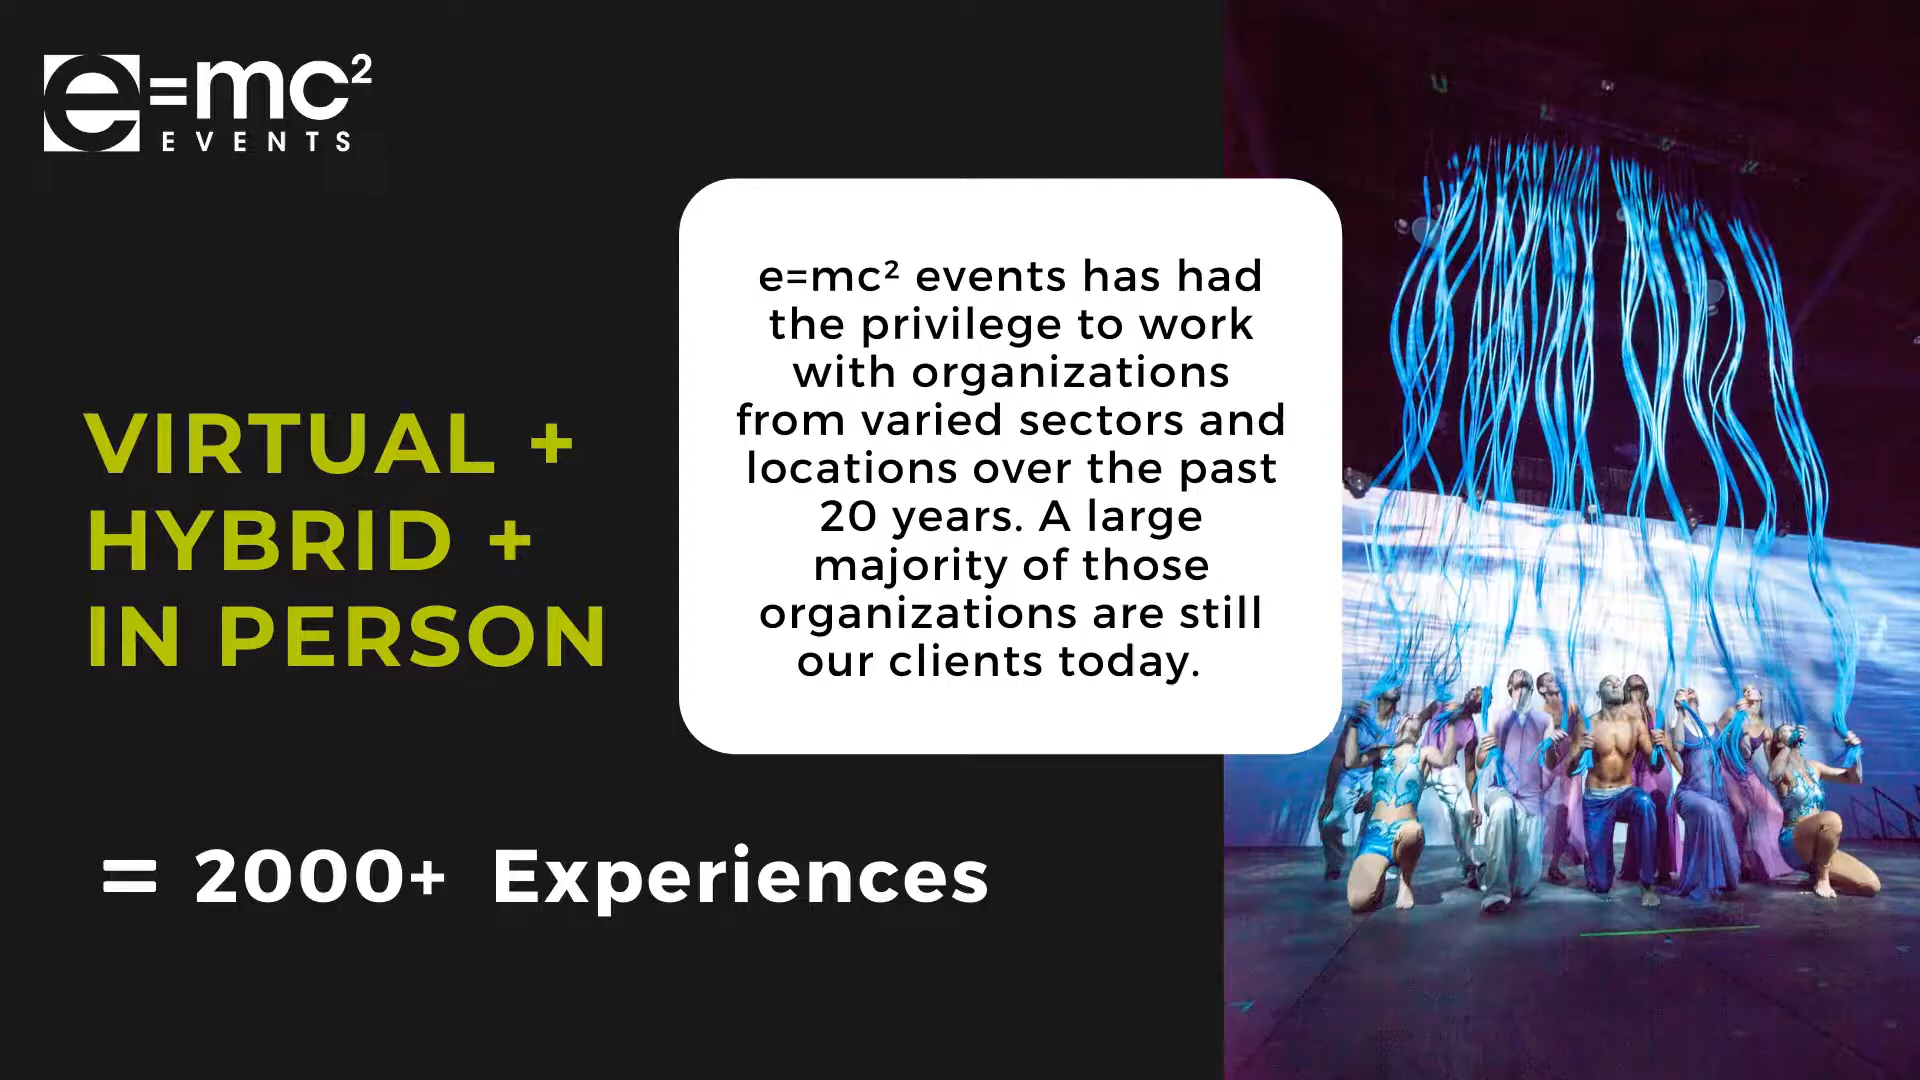 e=mc²
EVENTS
VIRTUAL +
HYBRID +
IN PERSON
e=mc² events has had
the privilege to work
with organizations
from varied sectors and
locations over the past
20 years. A large
majority of those
organizations are still
our clients today.
= 2000+ Experiences